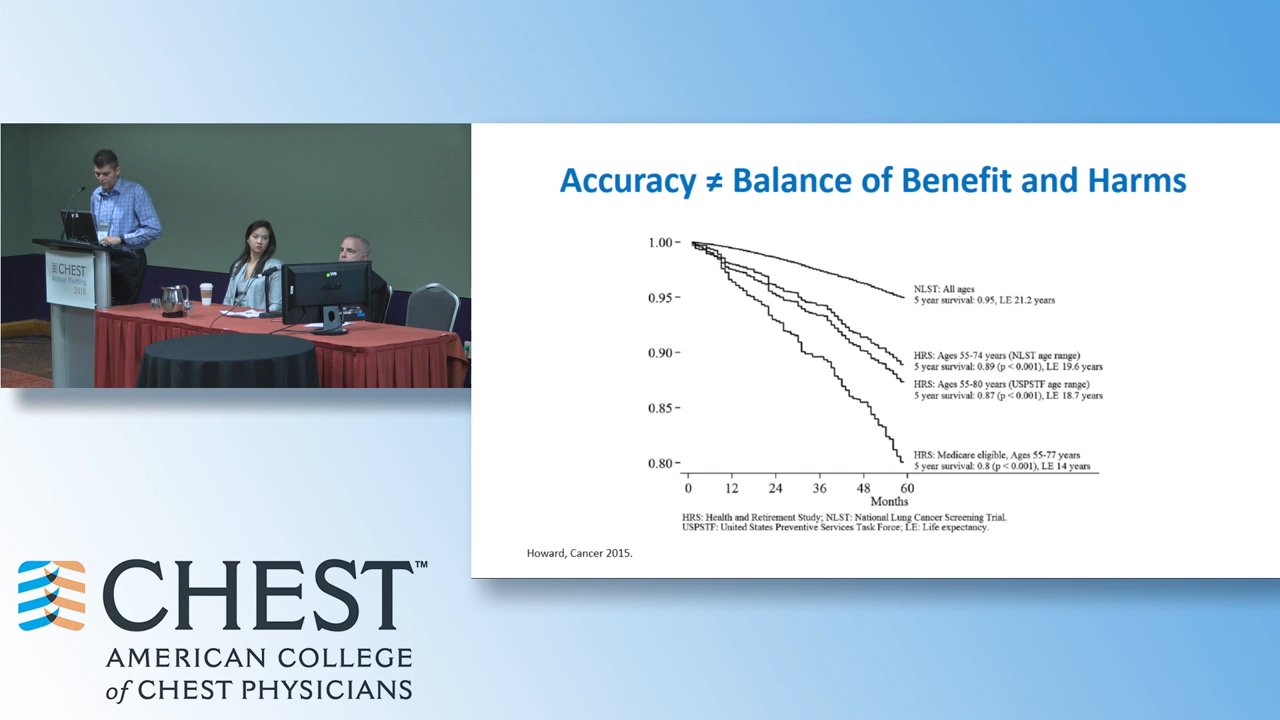 Accuracy ≠ Balance of Benefit and Harms
1.00
0.95
0.90
0.85
0.80
NLST: All ages
5 year survival: 0.95, LE 21.2 years
HRS: Ages 55-74 years (NLST age range)
5 year survival: 0.89 (p < 0.001), LE 19.6 years
HRS: Ages 55-80 years (USPSTF age range)
5 year survival: 0.87 (p < 0.001), LE 18.7 years
HRS: Medicare eligible, Ages 55-77 years
5 year survival: 0.8 (p < 0.001), LE 14 years
0 12 24 36 48 60
Months
HRS: Health and Retirement Study; NLST: National Lung Cancer Screening Trial.
USPSTF: United States Preventive Services Task Force; LE: Life expectancy.
Howard, Cancer 2015.
CHEST
Annual Meeting
2018
CHEST™
AMERICAN COLLEGE
of CHEST PHYSICIANS